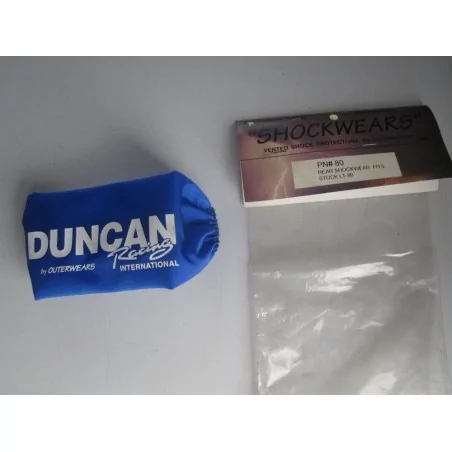 DUNCAN
Racing
by OUTERWEARS INTERNATIONAL
"SHOCKWEARS"
VENTED SHOCK PROTECTION
PN# 80
REAR SHOCKWEAR FITS
STOCK LT 80